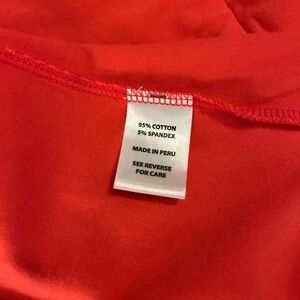 95% COTTON
5% SPANDEX
MADE IN PERU
SEE REVERSE
FOR CARE